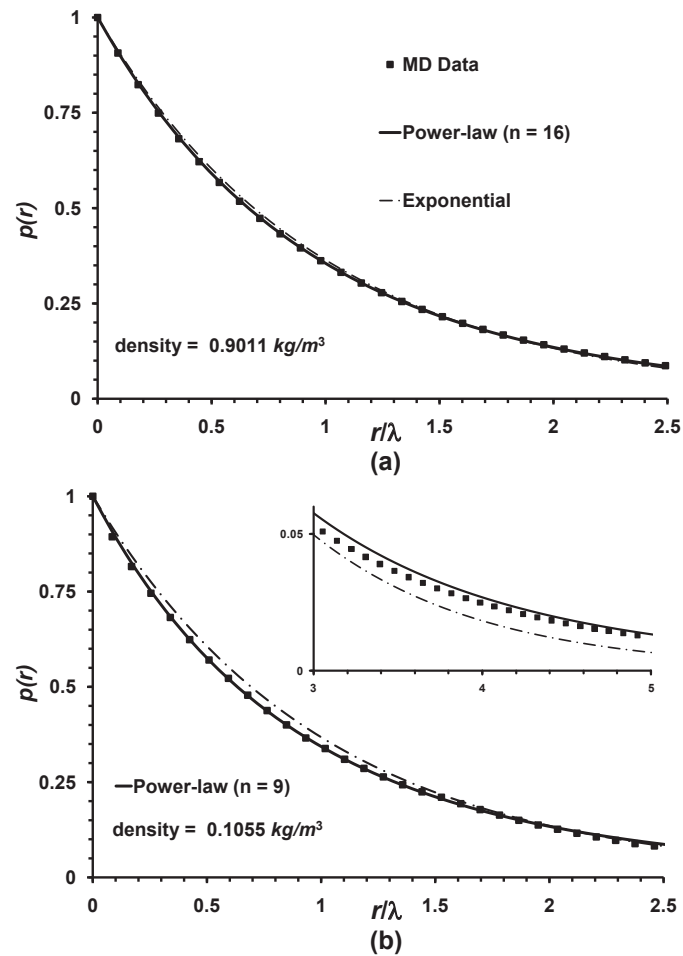 1
0.75
0.5
0.25
0
p(r)
MD Data
Power-law (n = 16)
Exponential
density = 0.9011 kg/m³
0 0.5 1 1.5 2 2.5
r/λ
(a)
1
0.75
0.5
0.25
0
p(r)
0.05
0
3 4 5
Power-law (n = 9)
density = 0.1055 kg/m³
0 0.5 1 1.5 2 2.5
r/λ
(b)